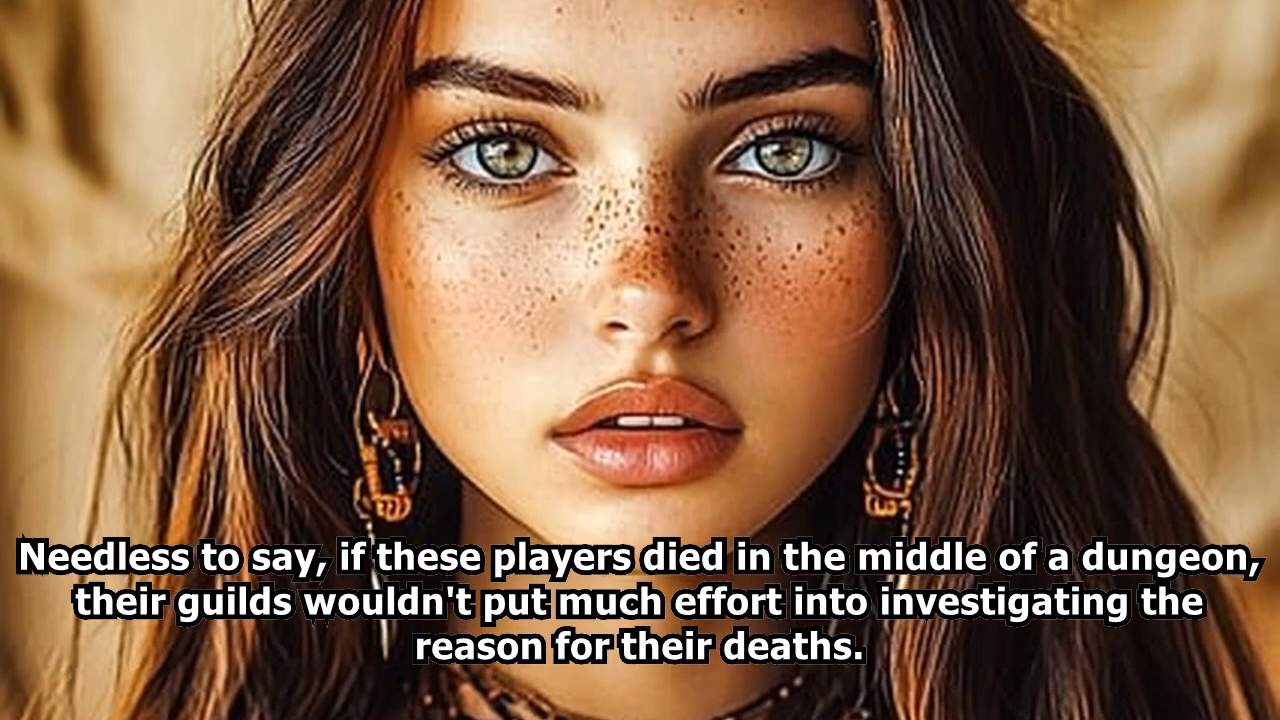 Needless to say, if these players died in the middle of a dungeon,
their guilds wouldn't put much effort into investigating the
reason for their deaths.